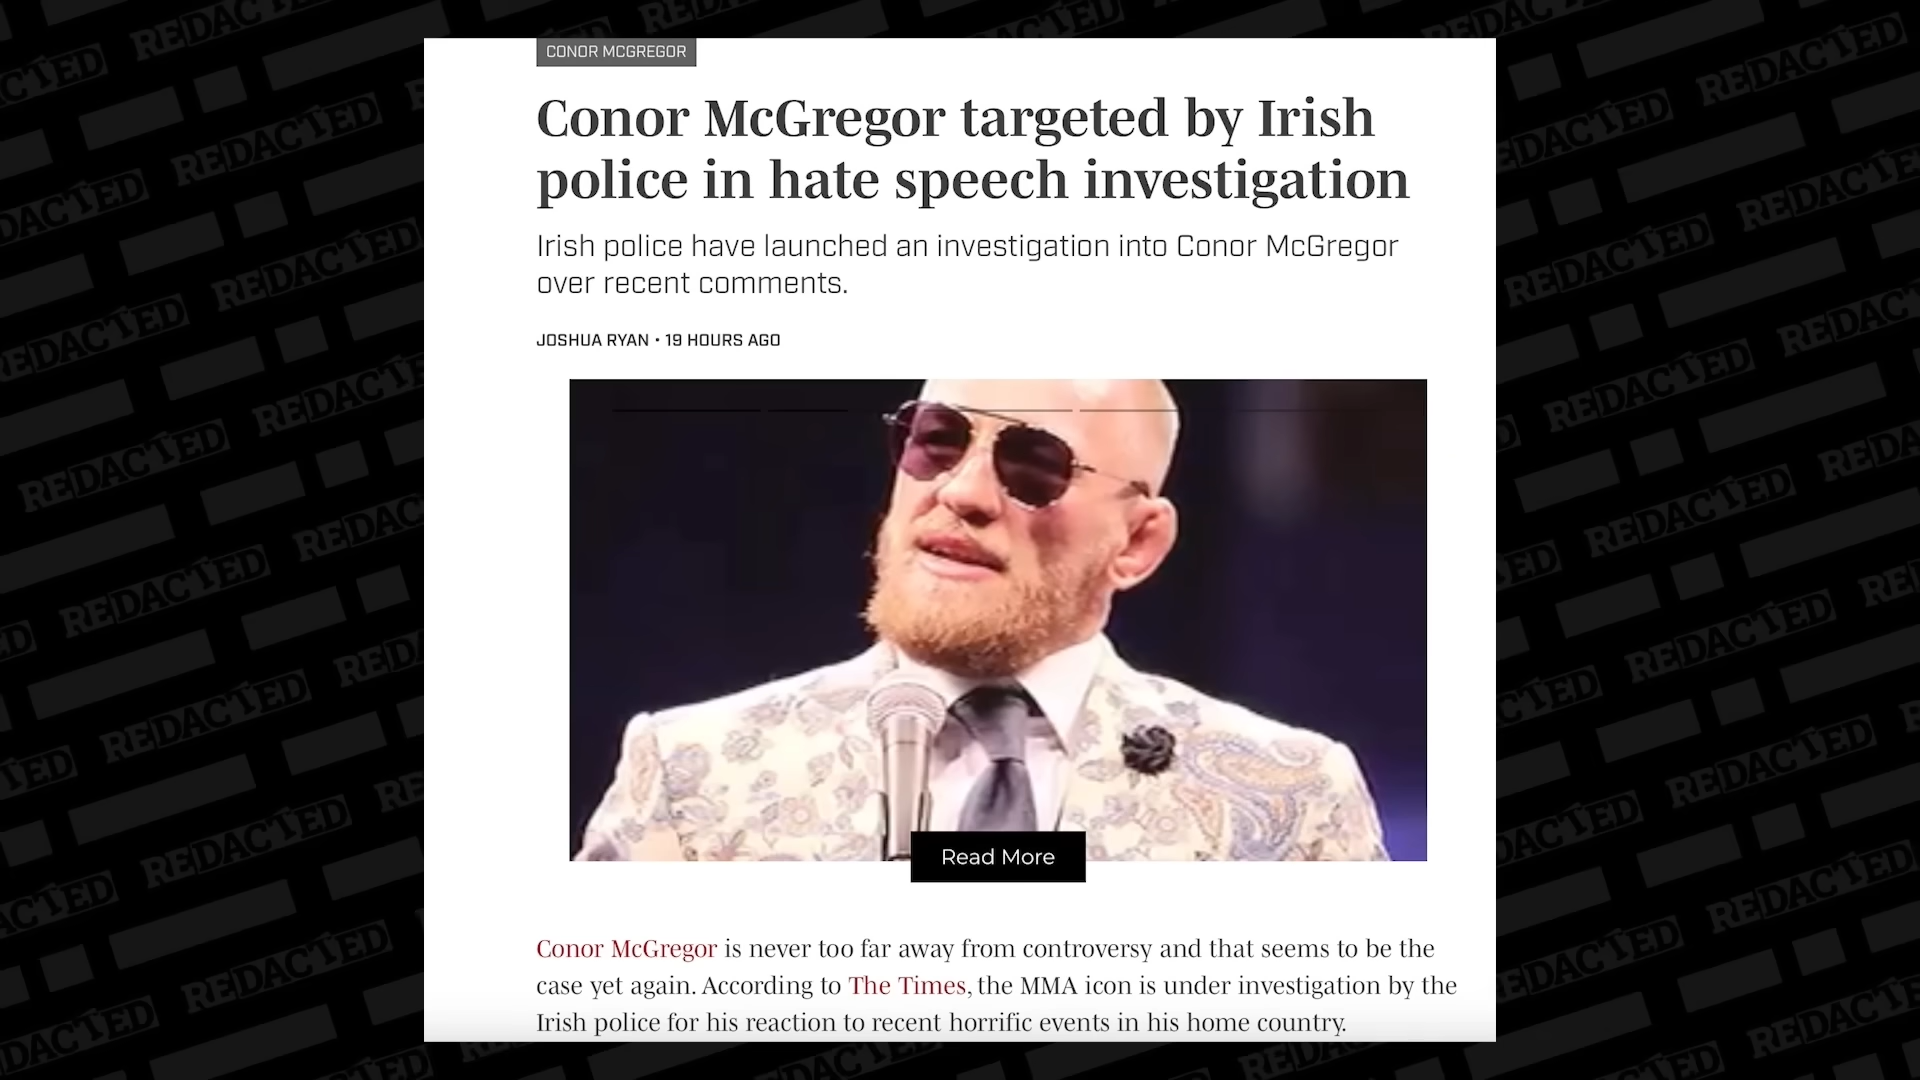 CONOR MCGREGOR
Conor McGregor targeted by Irish
police in hate speech investigation
Irish police have launched an investigation into Conor McGregor
over recent comments.
JOSHUA RYAN • 19 HOURS AGO
Read More
Conor McGregor is never too far away from controversy and that seems to be the
case yet again. According to The Times, the MMA icon is under investigation by the
Irish police for his reaction to recent horrific events in his home country.
REDACTED